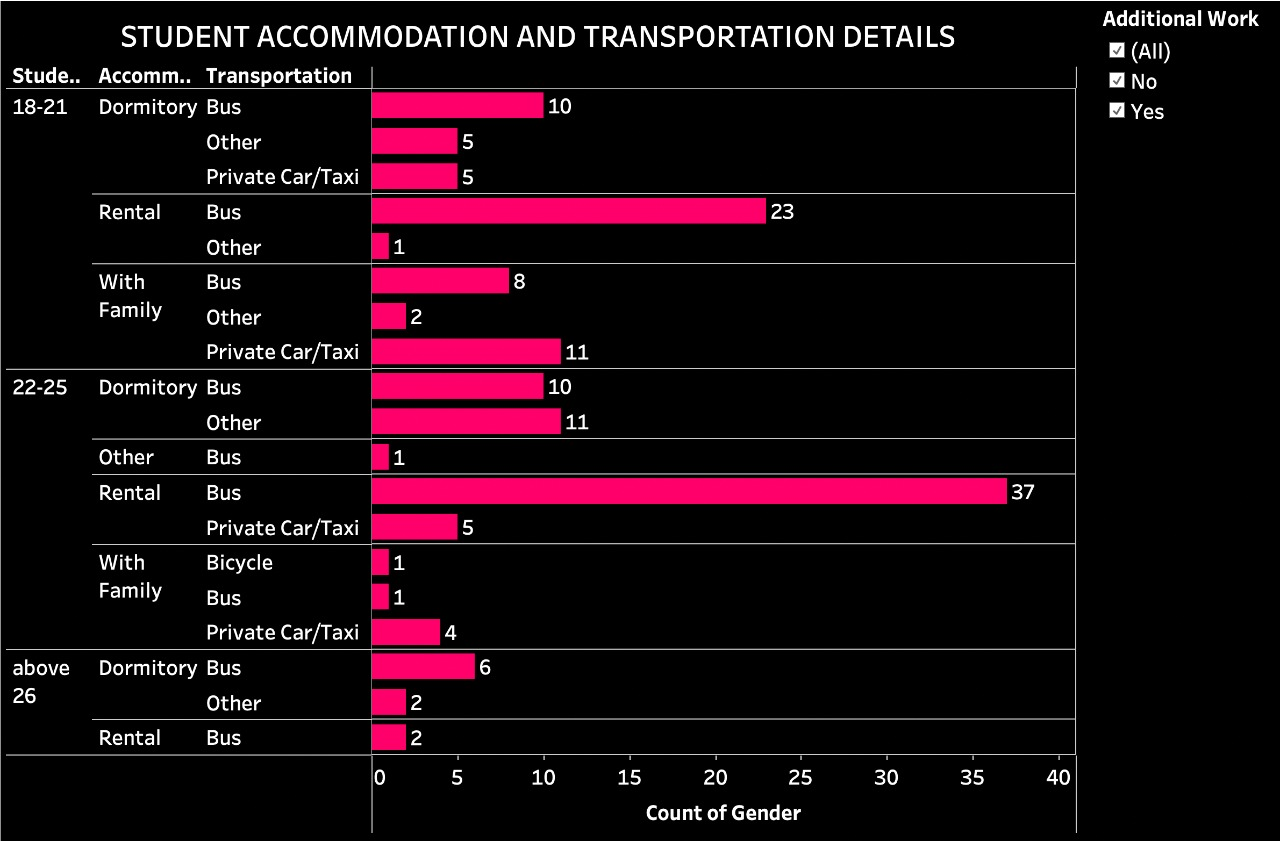 STUDENT ACCOMMODATION AND TRANSPORTATION DETAILS
Additional Work
(All)
No
Yes
Stude.. Accomm.. Transportation
18-21 Dormitory Bus 10
Other 5
Private Car/Taxi 5
Rental Bus 23
Other 1
With Family Bus 8
Other 2
Private Car/Taxi 11
22-25 Dormitory Bus 10
Other 11
Other Bus 1
Rental Bus 37
Private Car/Taxi 5
With Family Bicycle 1
Bus 1
Private Car/Taxi 4
above 26 Dormitory Bus 6
Other 2
Rental Bus 2
0 5 10 15 20 25 30 35 40
Count of Gender